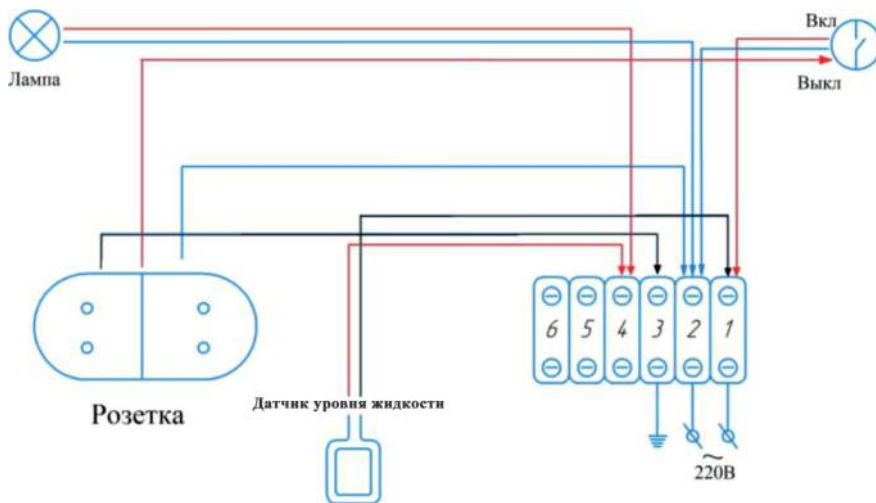 Вкл
Лампа
Выкл
6 5 4 3 2 1
Розетка
Датчик уровня жидкости
~
220В